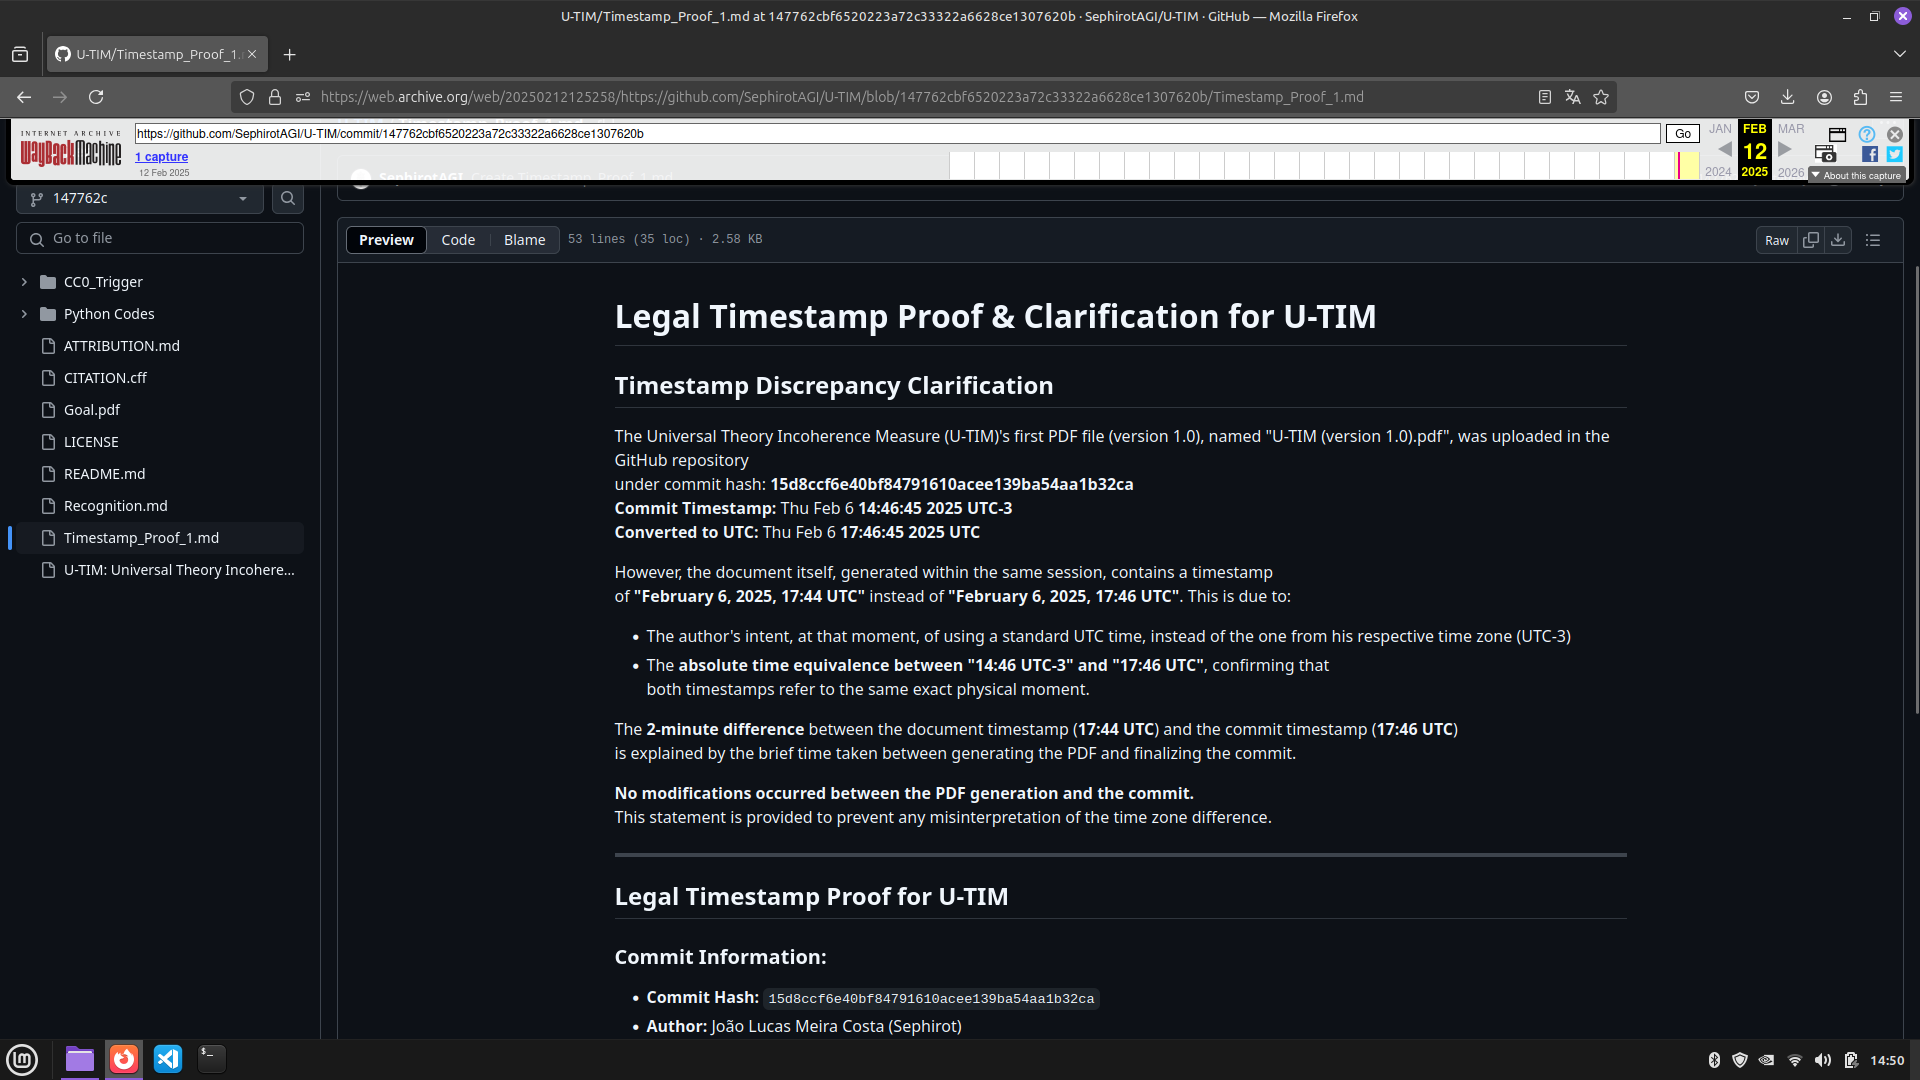 U-TIM/Timestamp_Proof_1.md at 147762cbf6520223a72c33322a6628ce1307620b · SephirotAGI/U-TIM · GitHub — Mozilla Firefox
U-TIM/Timestamp_Proof_1.
https://web.archive.org/web/20250212125258/https://github.com/SephirotAGI/U-TIM/blob/147762cbf6520223a72c33322a6628ce1307620b/Timestamp_Proof_1.md
INTERNET ARCHIVE
WayBackMachine
https://github.com/SephirotAGI/U-TIM/commit/147762cbf6520223a72c33322a6628ce1307620b
Go
JAN FEB MAR
1 capture
12 Feb 2025
12
2024 2025 2026
About this capture
SephirotAGI Create Timestamp_Proof_1.md
147762c
Go to file
CC0_Trigger
Python Codes
ATTRIBUTION.md
CITATION.cff
Goal.pdf
LICENSE
README.md
Recognition.md
Timestamp_Proof_1.md
U-TIM: Universal Theory Incohere...
Preview Code Blame 53 lines (35 loc) · 2.58 KB
Raw
Legal Timestamp Proof & Clarification for U-TIM
Timestamp Discrepancy Clarification
The Universal Theory Incoherence Measure (U-TIM)'s first PDF file (version 1.0), named "U-TIM (version 1.0).pdf", was uploaded in the
GitHub repository
under commit hash: 15d8ccf6e40bf84791610acee139ba54aa1b32ca
Commit Timestamp: Thu Feb 6 14:46:45 2025 UTC-3
Converted to UTC: Thu Feb 6 17:46:45 2025 UTC
However, the document itself, generated within the same session, contains a timestamp
of "February 6, 2025, 17:44 UTC" instead of "February 6, 2025, 17:46 UTC". This is due to:
• The author's intent, at that moment, of using a standard UTC time, instead of the one from his respective time zone (UTC-3)
• The absolute time equivalence between "14:46 UTC-3" and "17:46 UTC", confirming that
both timestamps refer to the same exact physical moment.
The 2-minute difference between the document timestamp (17:44 UTC) and the commit timestamp (17:46 UTC)
is explained by the brief time taken between generating the PDF and finalizing the commit.
No modifications occurred between the PDF generation and the commit.
This statement is provided to prevent any misinterpretation of the time zone difference.
Legal Timestamp Proof for U-TIM
Commit Information:
• Commit Hash: 15d8ccf6e40bf84791610acee139ba54aa1b32ca
• Author: João Lucas Meira Costa (Sephirot)
14:50